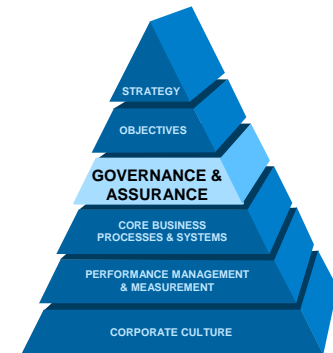 STRATEGY
OBJECTIVES
GOVERNANCE &
ASSURANCE
CORE BUSINESS
PROCESSES & SYSTEMS
PERFORMANCE MANAGEMENT
& MEASUREMENT
CORPORATE CULTURE